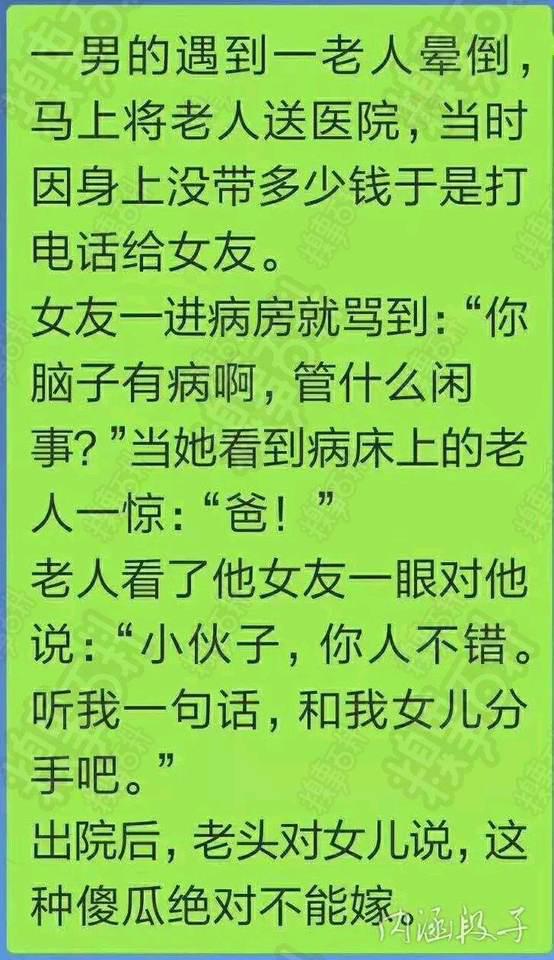 一男的遇到一老人晕倒，
马上将老人送医院，当时
因身上没带多少钱于是打
电话给女友。
女友一进病房就骂到：“你
脑子有病啊，管什么闲
事？”当她看到病床上的老
人一惊：“爸！”
老人看了他女友一眼对他
说：“小伙子，你人不错。
听我一句话，和我女儿分
手吧。”
出院后，老头对女儿说，这
种傻瓜绝对不能嫁。
内涵段子